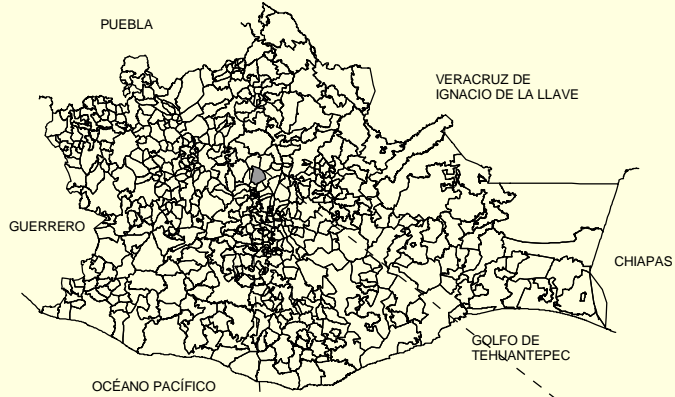 PUEBLA
VERACRUZ DE
IGNACIO DE LA LLAVE
GUERRERO
CHIAPAS
GOLFO DE
TEHUANTEPEC
OCÉANO PACÍFICO